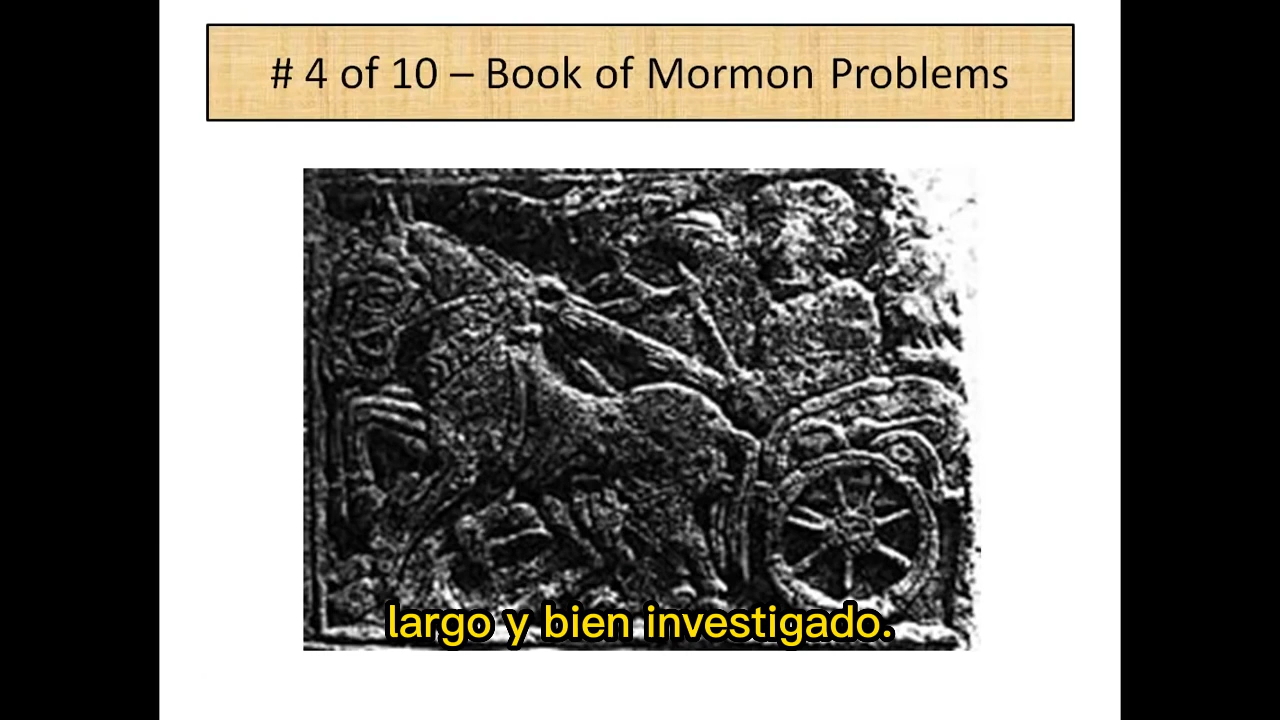 # 4 of 10 – Book of Mormon Problems
largo y bien investigado.